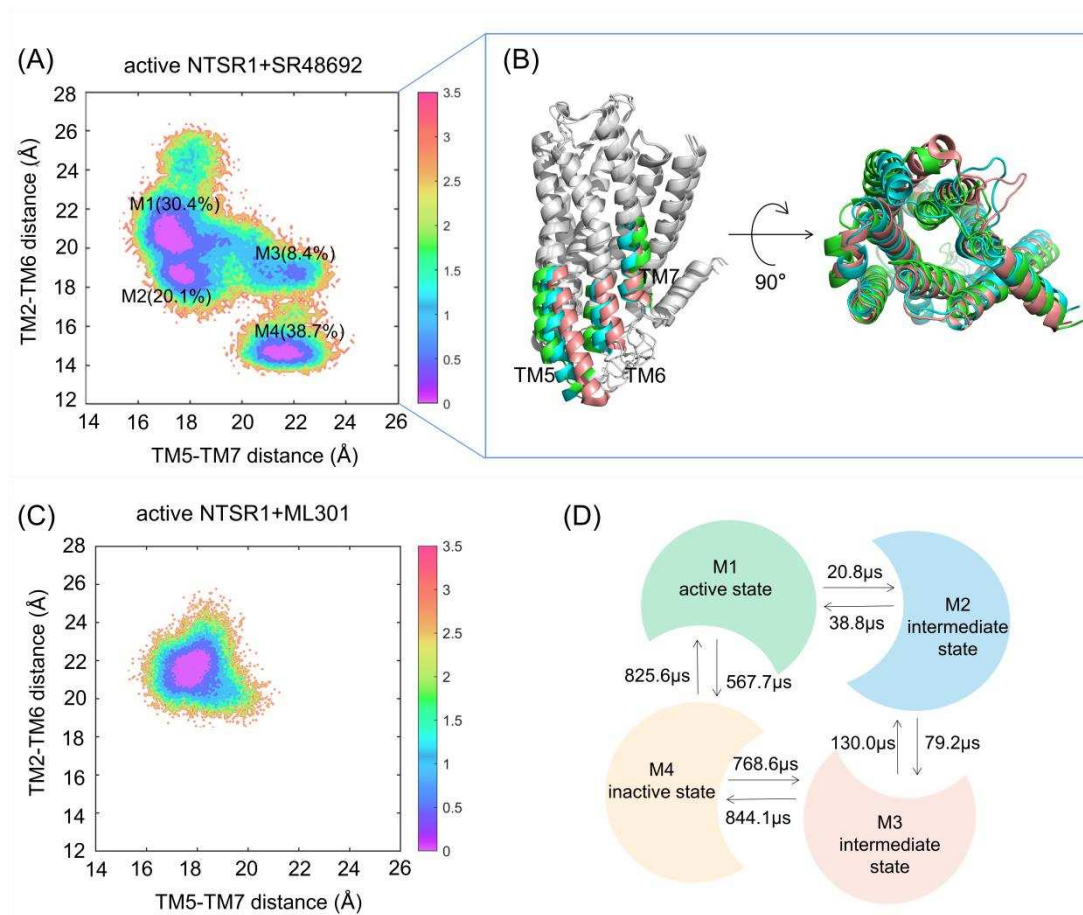 (A)
active NTSR1+SR48692
28
26
24
22
20
18
16
14
12
TM2-TM6 distance (Å)
M1(30.4%)
M2(20.1%)
M3(8.4%)
M4(38.7%)
14 16 18 20 22 24 26
TM5-TM7 distance (Å)
3.5
3
2.5
2
1.5
1
0.5
0
(B)
TM7
TM5
TM6
90°
(C)
active NTSR1+ML301
28
26
24
22
20
18
16
14
12
TM2-TM6 distance (Å)
14 16 18 20 22 24 26
TM5-TM7 distance (Å)
3.5
3
2.5
2
1.5
1
0.5
0
(D)
M1
active state
20.8μs
38.8μs
M2
intermediate
state
825.6μs
567.7μs
130.0μs
79.2μs
M4
inactive state
768.6μs
844.1μs
M3
intermediate
state